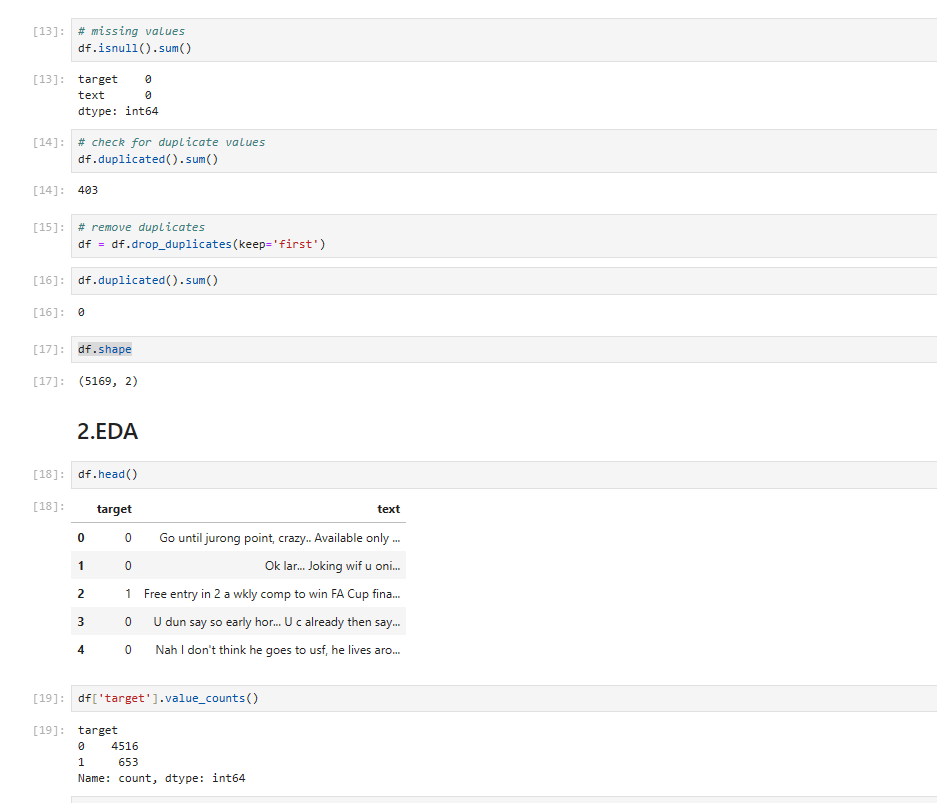 [13]: # missing values
df.isnull().sum()
[13]: target 0
text 0
dtype: int64
[14]: # check for duplicate values
df.duplicated().sum()
[14]: 403
[15]: # remove duplicates
df = df.drop_duplicates(keep='first')
[16]: df.duplicated().sum()
[16]: 0
[17]: df.shape
[17]: (5169, 2)
2.EDA
[18]: df.head()
[18]: target text
0 0 Go until jurong point, crazy.. Available only ...
1 0 Ok lar... Joking wif u oni...
2 1 Free entry in 2 a wkly comp to win FA Cup fina...
3 0 U dun say so early hor... U c already then say...
4 0 Nah I don't think he goes to usf, he lives aro...
[19]: df['target'].value_counts()
[19]: target
0 4516
1 653
Name: count, dtype: int64